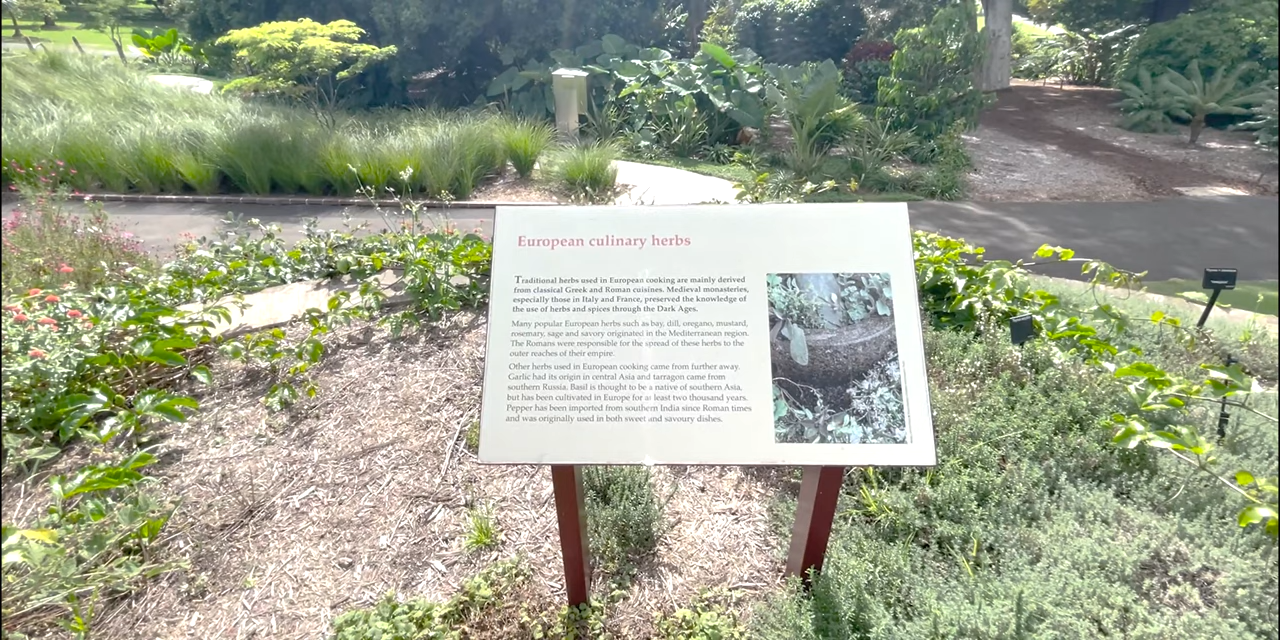 European culinary herbs
Traditional herbs used in European cooking are mainly derived
from classical Greek and Roman cuisines. Medieval monasteries,
especially those in Italy and France, preserved the knowledge of
the use of herbs and spices through the Dark Ages.
Many popular European herbs such as bay, dill, oregano, mustard,
rosemary, sage and savory originated in the Mediterranean region.
The Romans were responsible for the spread of these herbs to the
outer reaches of their empire.
Other herbs used in European cooking came from further away.
Garlic had its origin in central Asia and tarragon came from
southern Russia. Basil is thought to be a native of southern Asia,
but has been cultivated in Europe for at least two thousand years.
Pepper has been imported from southern India since Roman times
and was originally used in both sweet and savoury dishes.